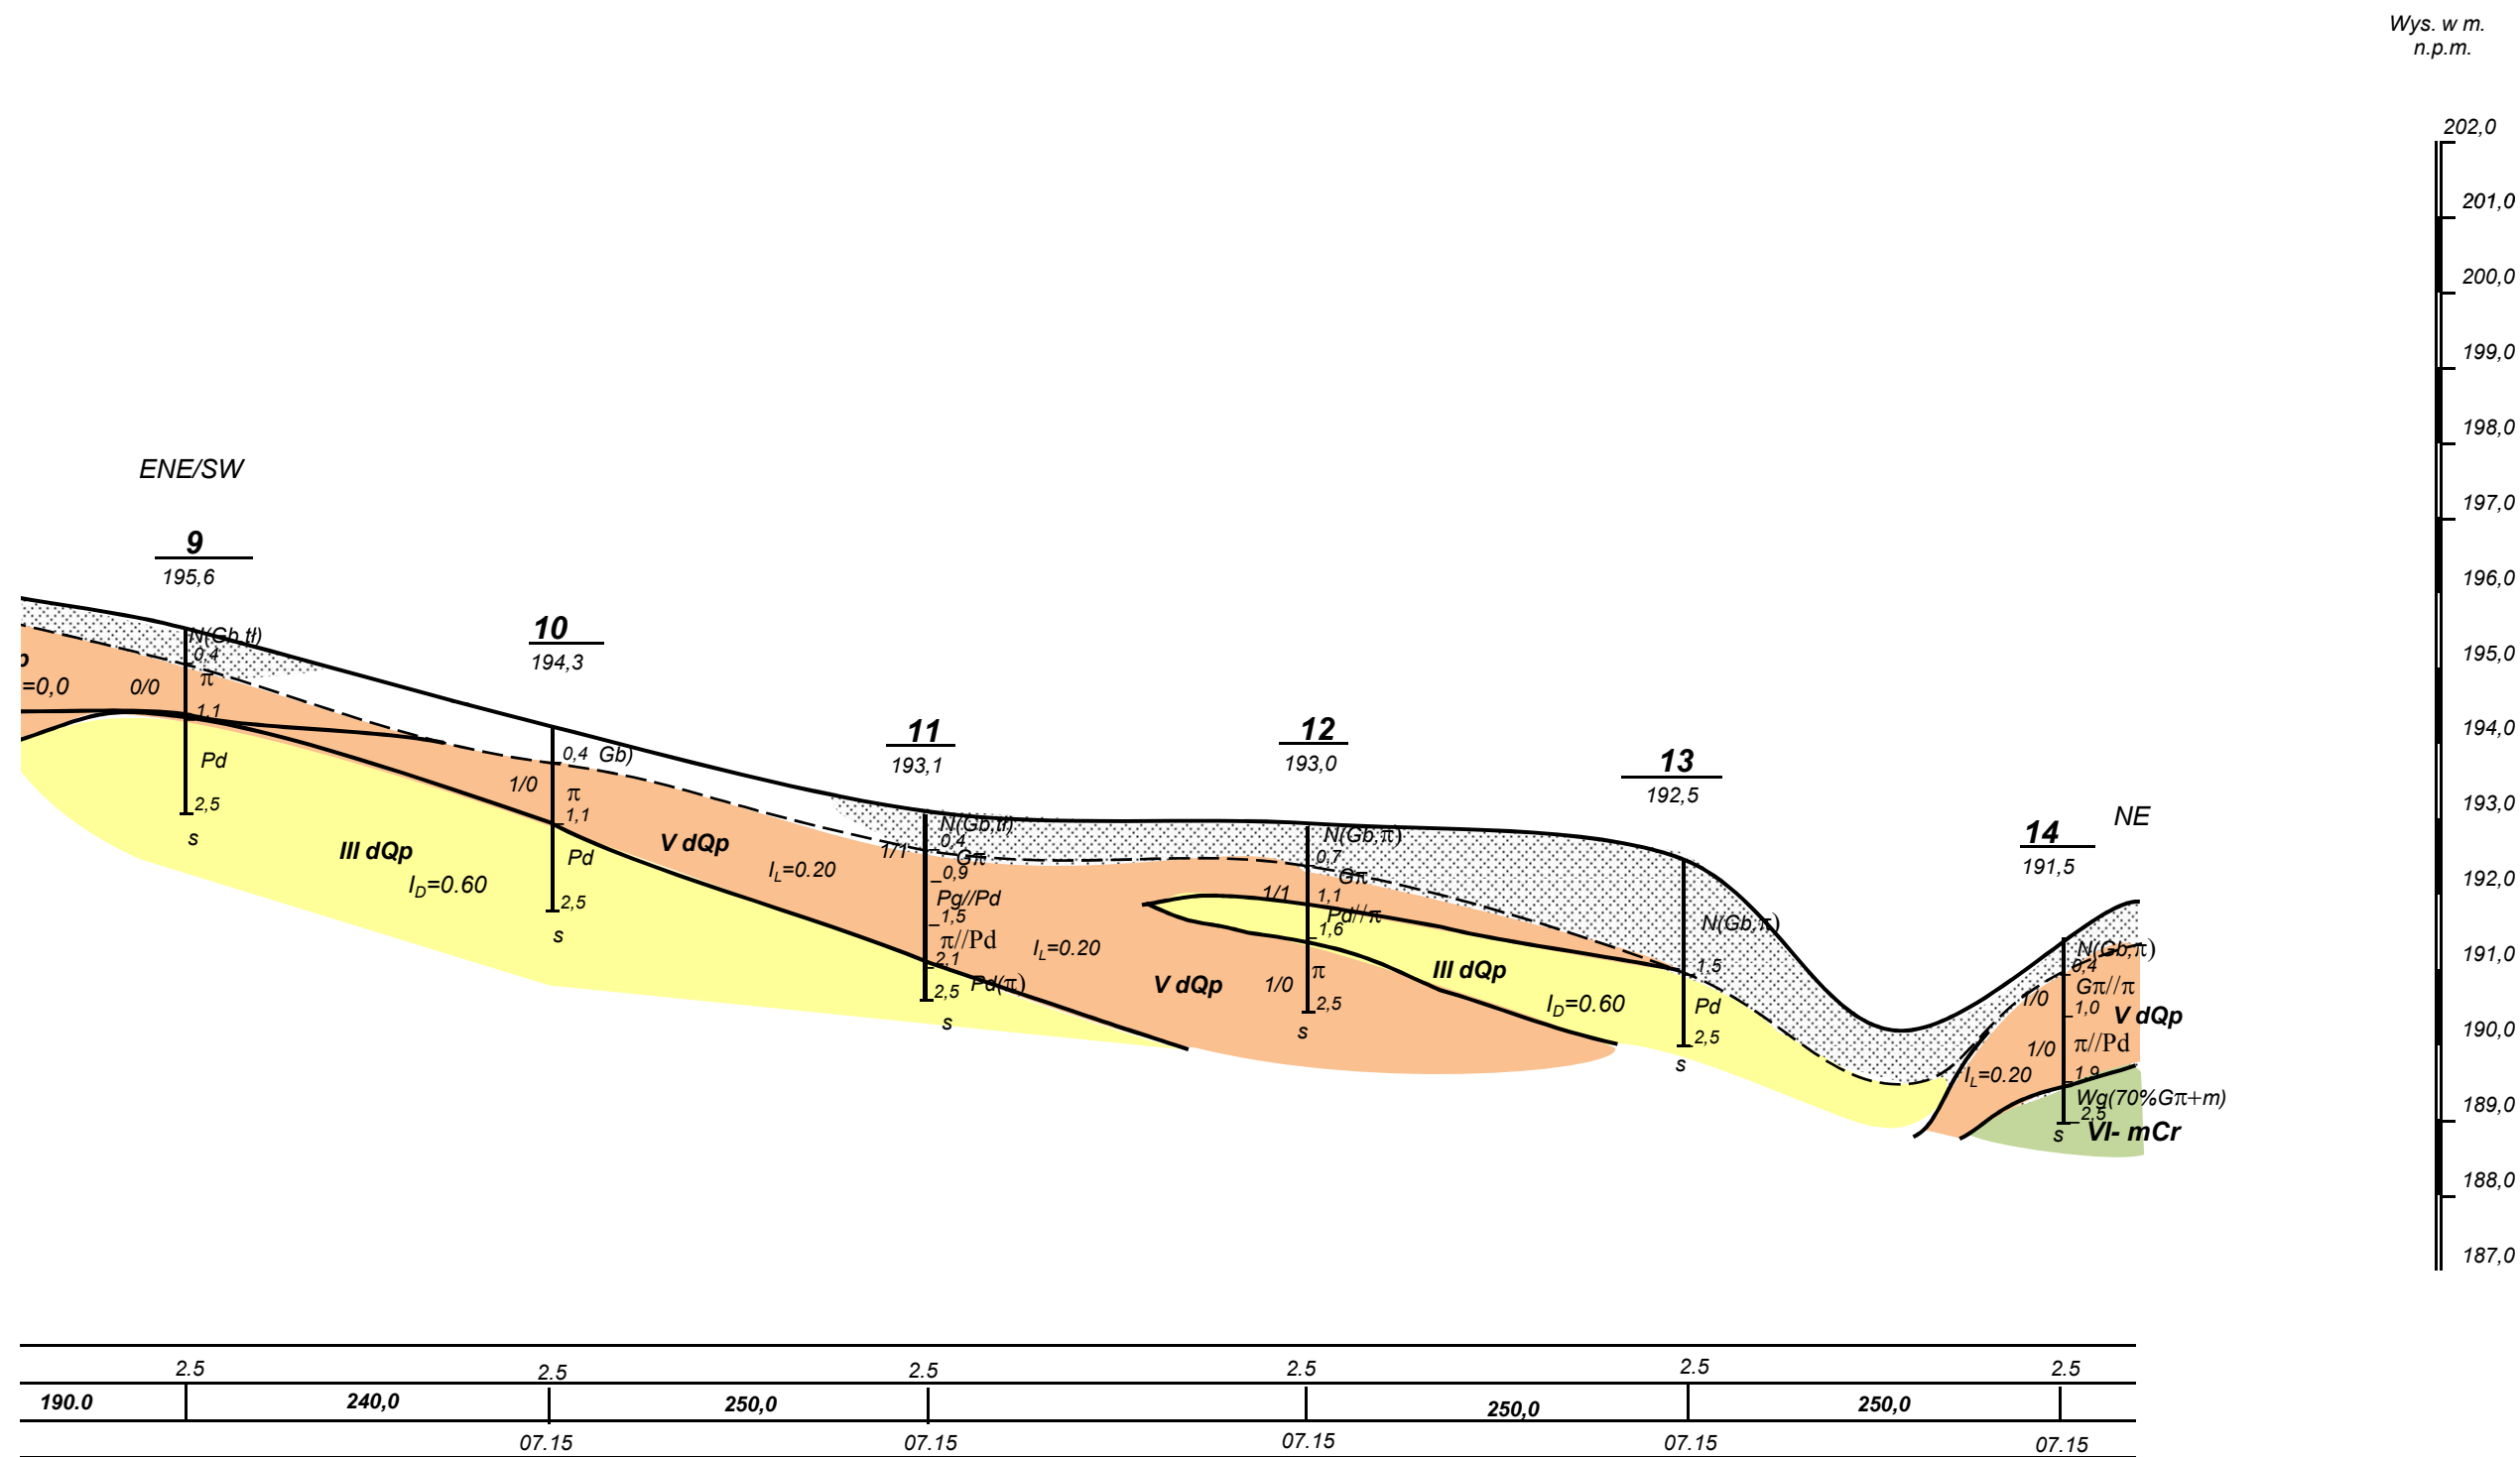 Wys. w m.
n.p.m.
202,0
201,0
200,0
199,0
198,0
197,0
196,0
195,0
194,0
193,0
192,0
191,0
190,0
189,0
188,0
187,0
ENE/SW
9
195,6
N(Gb,tł)
0,4
π
=0,0
0/0
1,1
Pd
2,5
s
III dQp
I_D=0.60
10
194,3
0,4 Gb)
1/0
π
1,1
Pd
2,5
s
V dQp
I_L=0.20
11
193,1
N(Gb,tł)
0,4
1/1
Gπ
0,9
Pg//Pd
1,5
π//Pd
2,1
2,5
Pd(π)
s
I_L=0.20
12
193,0
N(Gb,π)
0,7
Gπ
1/1
1,1
Pd//π
1,6
V dQp
1/0
π
2,5
s
III dQp
I_D=0.60
13
192,5
N(Gb,π)
1,5
Pd
2,5
s
NE
14
191,5
N(Gb,π)
0,4
Gπ//π
1/0
1,0
V dQp
1/0
π//Pd
I_L=0.20
1,9
Wg(70%Gπ+m)
2,5
s
VI- mCr
2.5 2.5 2.5 2.5 2.5 2.5
190.0 240,0 250,0 250,0 250,0
07.15 07.15 07.15 07.15 07.15